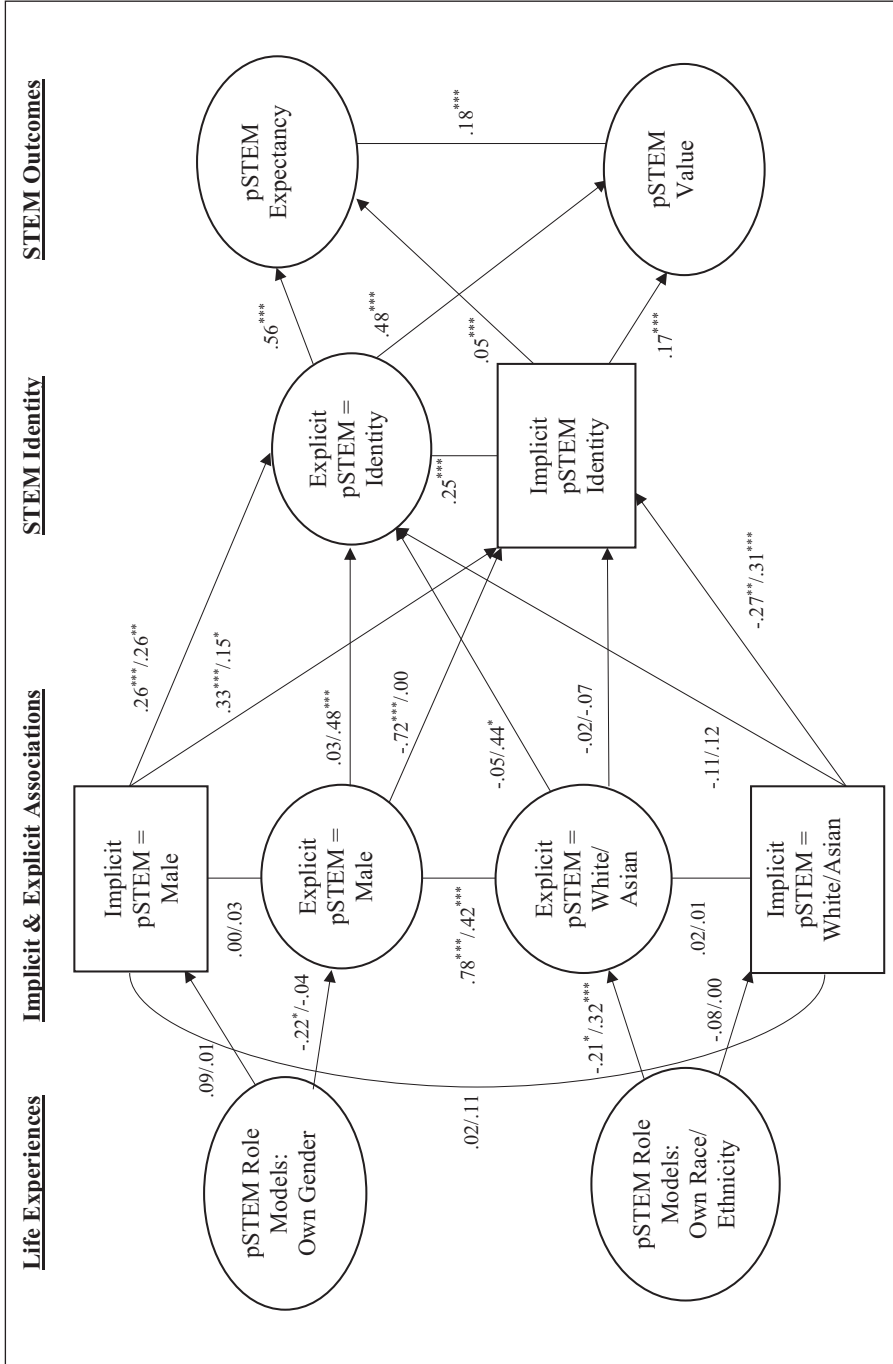 Life Experiences
Implicit & Explicit Associations
STEM Identity
STEM Outcomes
pSTEM Role
Models:
Own Gender
pSTEM Role
Models:
Own Race/
Ethnicity
.09/.01
-.22*/-.04
-.21*/.32***
-.08/.00
.02/.11
Implicit
pSTEM =
Male
.00/.03
Explicit
pSTEM =
Male
.78***/.42***
Explicit
pSTEM =
White/
Asian
.02/.01
Implicit
pSTEM =
White/Asian
.26***/.26**
.33***/.15*
.03/.48***
-.72***/.00
-.05/.44*
-.02/-.07
-.11/.12
-.27**/.31***
Explicit
pSTEM =
Identity
.25***
Implicit
pSTEM
Identity
.56***
.48***
.05***
.17***
pSTEM
Expectancy
.18***
pSTEM
Value